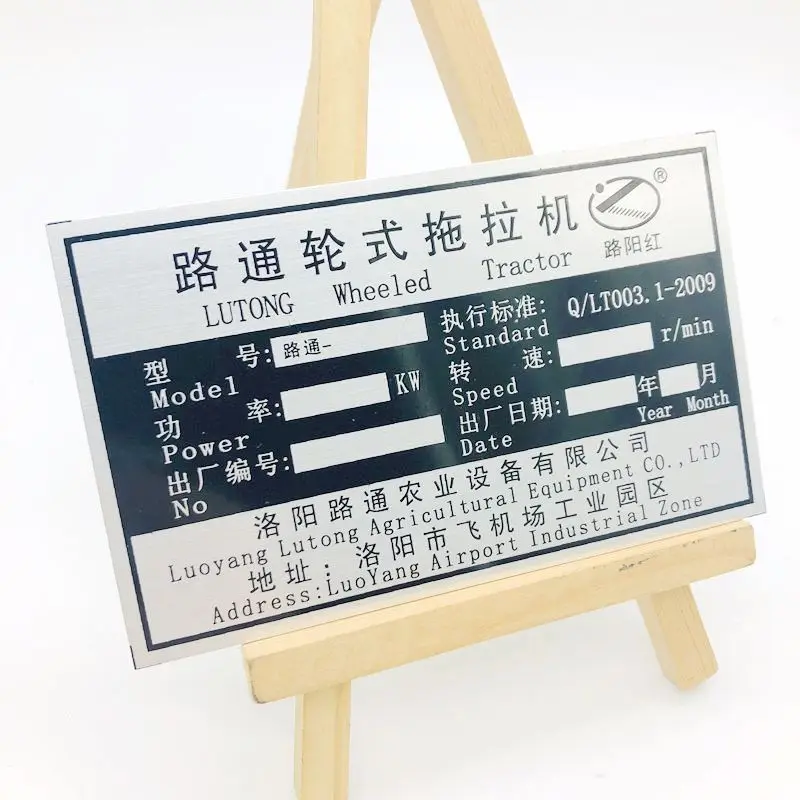 路通轮式拖拉机 ®
LUTONG Wheeled Tractor 路阳红
型 号: 路通- 执行标准: Q/LT003.1-2009
Model Standard
功 率: KW 转 速: r/min
Power Speed
出厂编号: 出厂日期: 年 月
No Date Year Month
洛阳路通农业设备有限公司
Luoyang Lutong Agricultural Equipment CO.,LTD
地址：洛阳市飞机场工业园区
Address:LuoYang Airport Industrial Zone